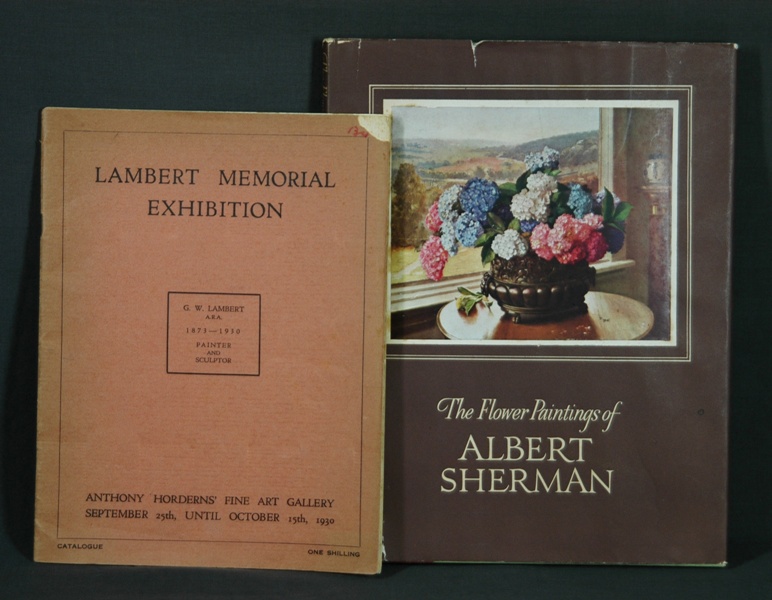 LAMBERT MEMORIAL
EXHIBITION
G. W. LAMBERT
A.R.A.
1873—1930
PAINTER
AND
SCULPTOR
ANTHONY HORDERNS' FINE ART GALLERY
SEPTEMBER 25th, UNTIL OCTOBER 15th, 1930
CATALOGUE
ONE SHILLING
The Flower Paintings of
ALBERT
SHERMAN